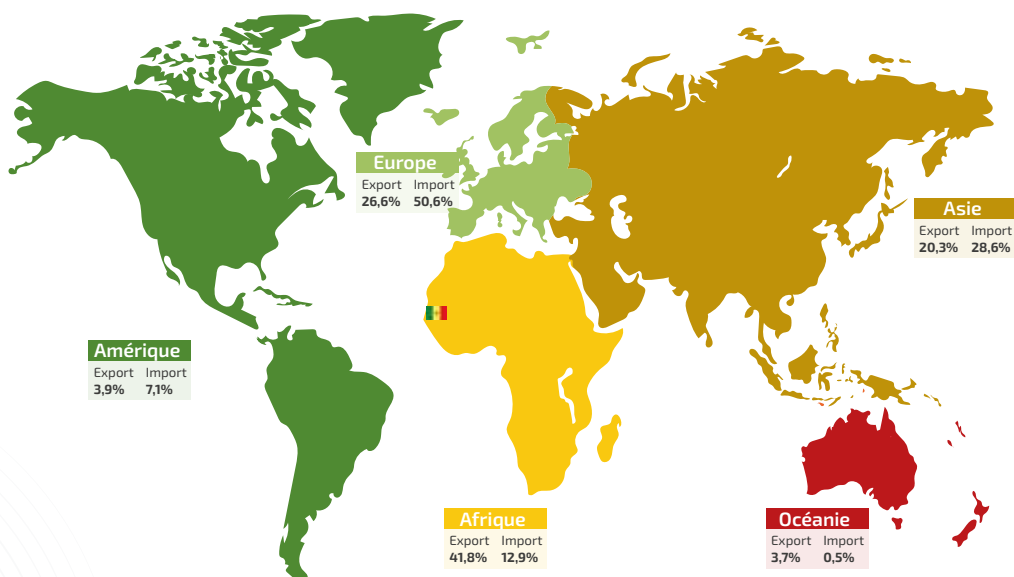 Europe
Export Import
26,6% 50,6%
Asie
Export Import
20,3% 28,6%
Amérique
Export Import
3,9% 7,1%
Afrique
Export Import
41,8% 12,9%
Océanie
Export Import
3,7% 0,5%